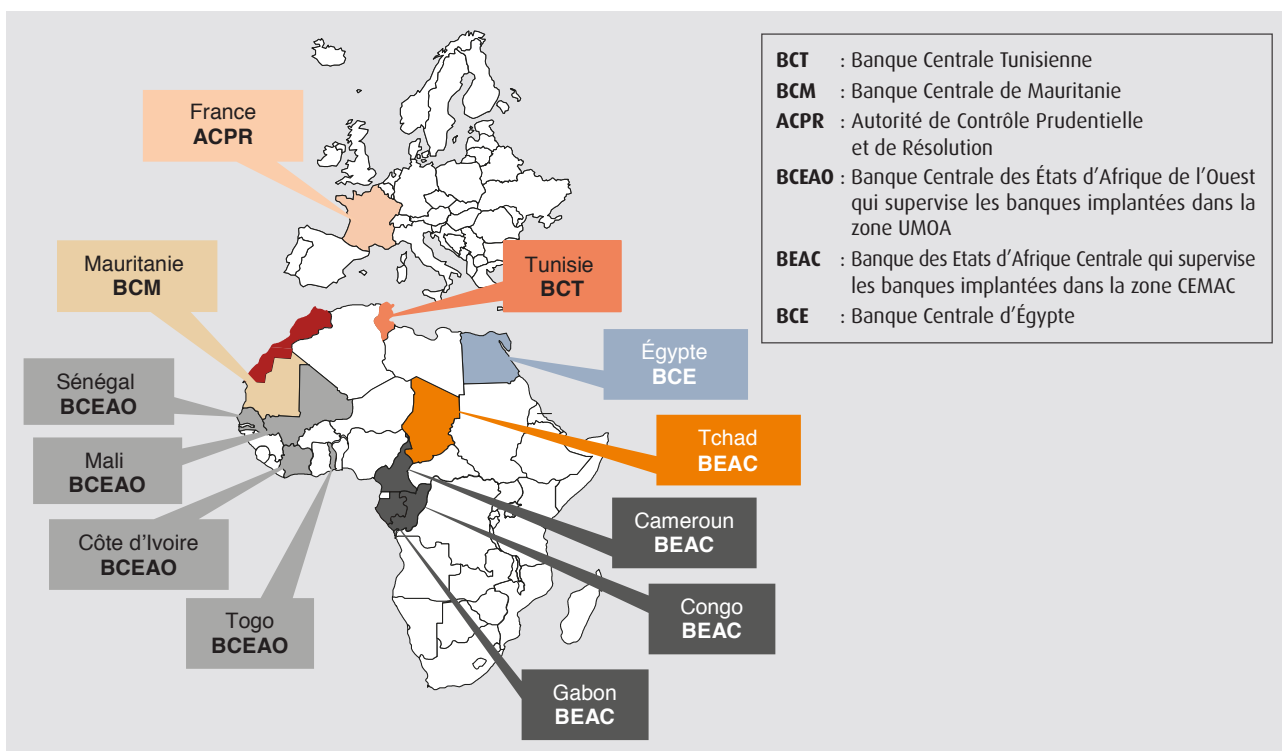 France
ACPR
Mauritanie
BCM
Tunisie
BCT
Sénégal
BCEAO
Égypte
BCE
Mali
BCEAO
Tchad
BEAC
Côte d'Ivoire
BCEAO
Cameroun
BEAC
Togo
BCEAO
Congo
BEAC
Gabon
BEAC
BCT : Banque Centrale Tunisienne
BCM : Banque Centrale de Mauritanie
ACPR : Autorité de Contrôle Prudentielle
et de Résolution
BCEAO : Banque Centrale des États d'Afrique de l'Ouest
qui supervise les banques implantées dans la
zone UMOA
BEAC : Banque des Etats d'Afrique Centrale qui supervise
les banques implantées dans la zone CEMAC
BCE : Banque Centrale d'Égypte